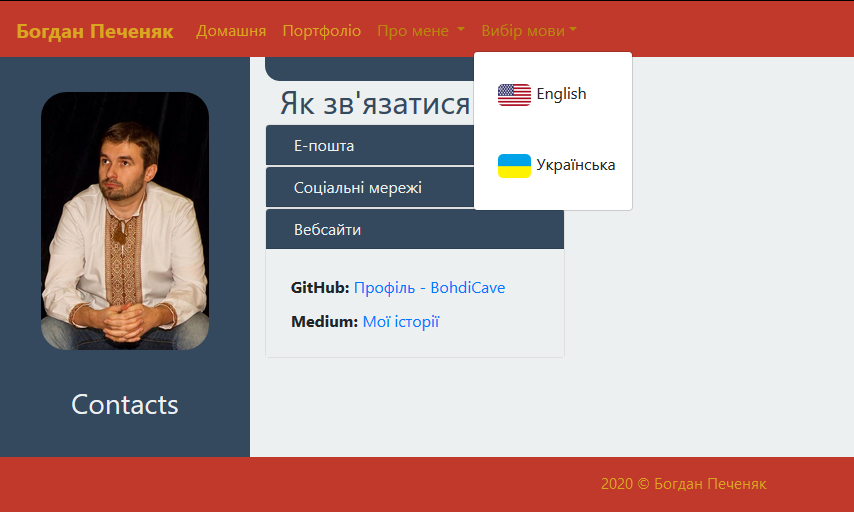 Богдан Печеняк Домашня Портфоліо Про мене Вибір мови
English
Українська
Як зв'язатися
Е-пошта
Соціальні мережі
Вебсайти
GitHub: Профіль - BohdiCave
Medium: Мої історії
Contacts
2020 © Богдан Печеняк